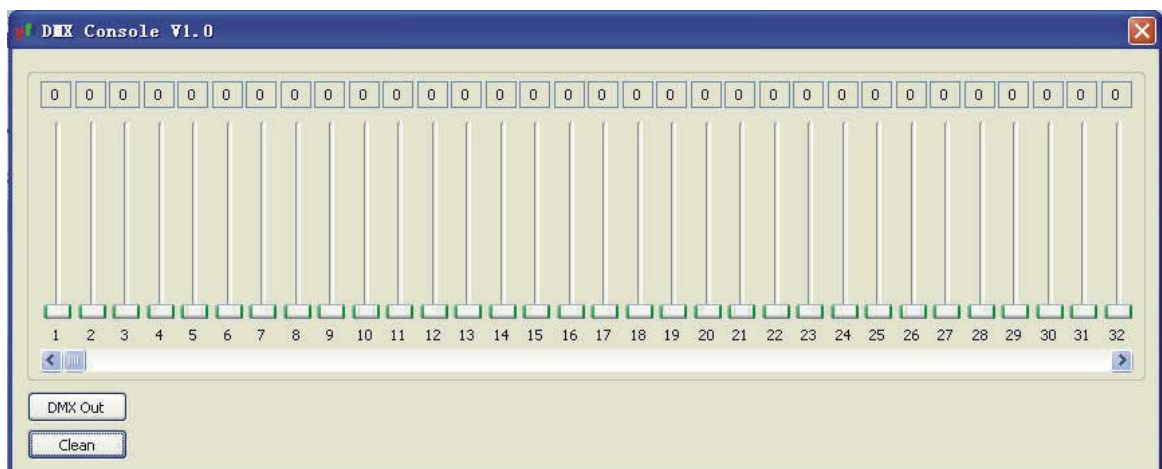 DMX Console V1.0
0 0 0 0 0 0 0 0 0 0 0 0 0 0 0 0 0 0 0 0 0 0 0 0 0 0 0 0 0 0 0 0
1 2 3 4 5 6 7 8 9 10 11 12 13 14 15 16 17 18 19 20 21 22 23 24 25 26 27 28 29 30 31 32
DMX Out
Clean